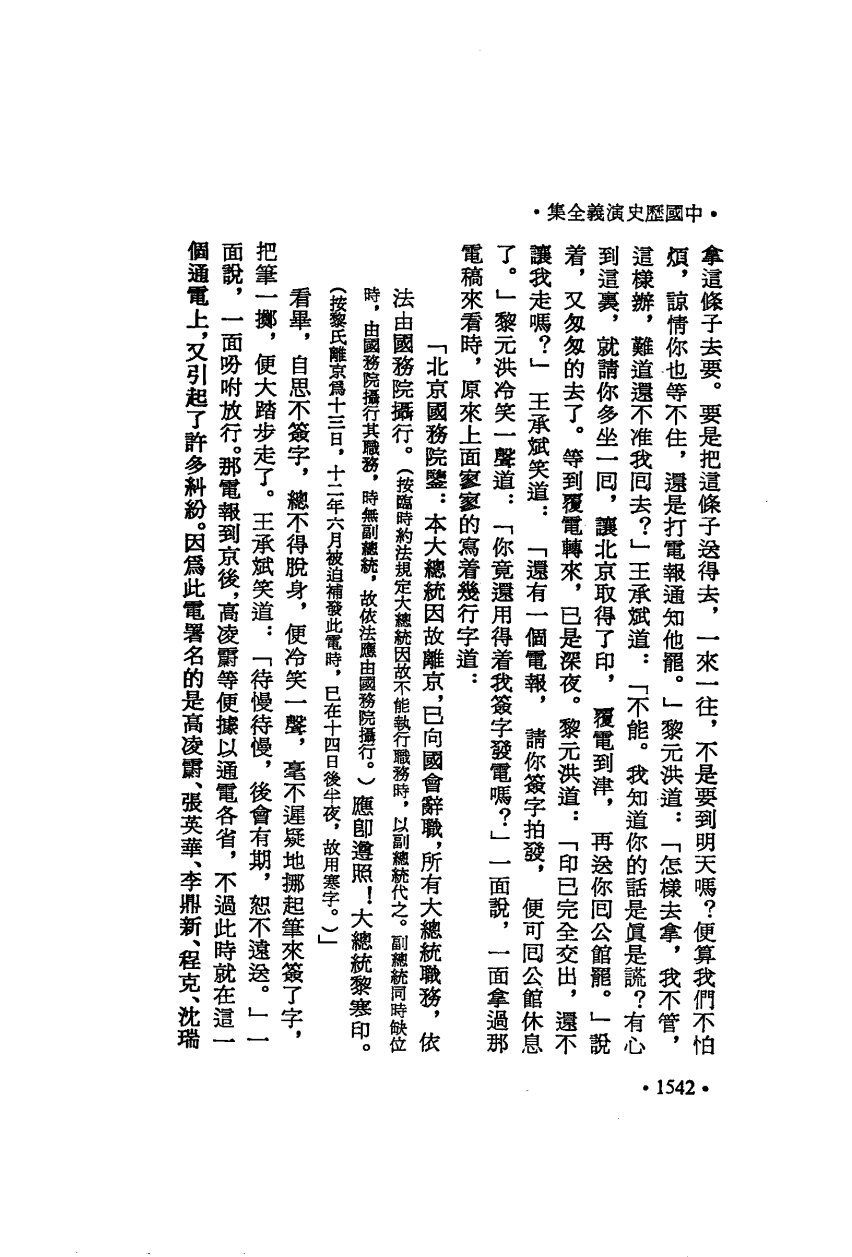 •中國歷史演義全集•
拿這條子去要。要是把這條子送得去，一來一往，不是要到明天嗎？便算我們不怕
煩，諒情你也等不住，還是打電報通知他罷。」黎元洪道：「怎樣去拿，我不管，
這樣辦，難道還不准我囘去？」王承斌道：「不能。我知道你的話是眞是謊？有心
到這裏，就請你多坐一囘，讓北京取得了印，覆電到津，再送你囘公館罷。」說
着，又匆匆的去了。等到覆電轉來，已是深夜。黎元洪道：「印已完全交出，還不
讓我走嗎？」王承斌笑道：「還有一個電報，請你簽字拍發，便可囘公館休息
了。」黎元洪冷笑一聲道：「你竟還用得着我簽字發電嗎？」一面說，一面拿過那
電稿來看時，原來上面寥寥的寫着幾行字道：
「北京國務院鑒：本大總統因故離京，已向國會辭職，所有大總統職務，依
法由國務院攝行。（按臨時約法規定大總統因故不能執行職務時，以副總統代之。副總統同時缺位
時，由國務院攝行其職務，時無副總統，故依法應由國務院攝行。）應卽遵照！大總統黎寒印。
（按黎氏離京爲十三日，十二年六月被迫補發此電時，已在十四日後半夜，故用寒字。）」
看畢，自思不簽字，總不得脫身，便冷笑一聲，毫不遲疑地挪起筆來簽了字，
把筆一擲，便大踏步走了。王承斌笑道：「待慢待慢，後會有期，恕不遠送。」一
面說，一面吩咐放行。那電報到京後，高凌霨等便據以通電各省，不過此時就在這一
個通電上，又引起了許多糾紛。因爲此電署名的是高凌霨、張英華、李鼎新、程克、沈瑞
•1542•